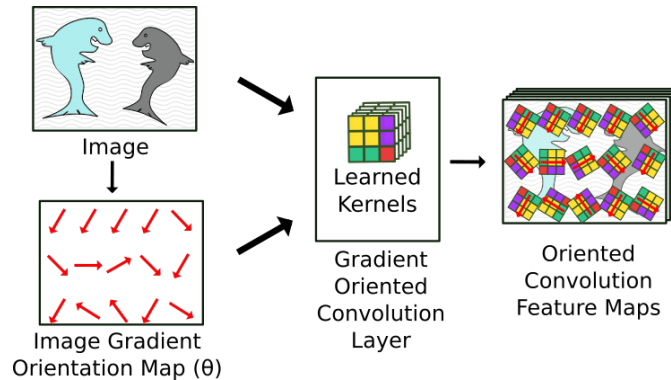 Image
Image Gradient
Orientation Map (θ)
Learned
Kernels
Gradient
Oriented
Convolution
Layer
Oriented
Convolution
Feature Maps